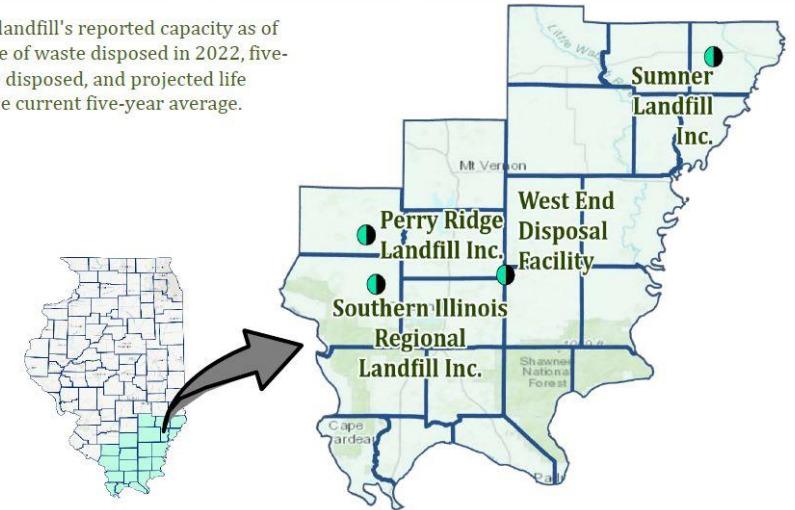 landfill's reported capacity as of
e of waste disposed in 2022, five-
disposed, and projected life
e current five-year average.
Sumner
Landfill
Inc.
Mt Vernon
West End
Disposal
Facility
Perry Ridge
Landfill Inc.
Southern Illinois
Regional
Landfill Inc.
Shawnee
National
Forest
Cape